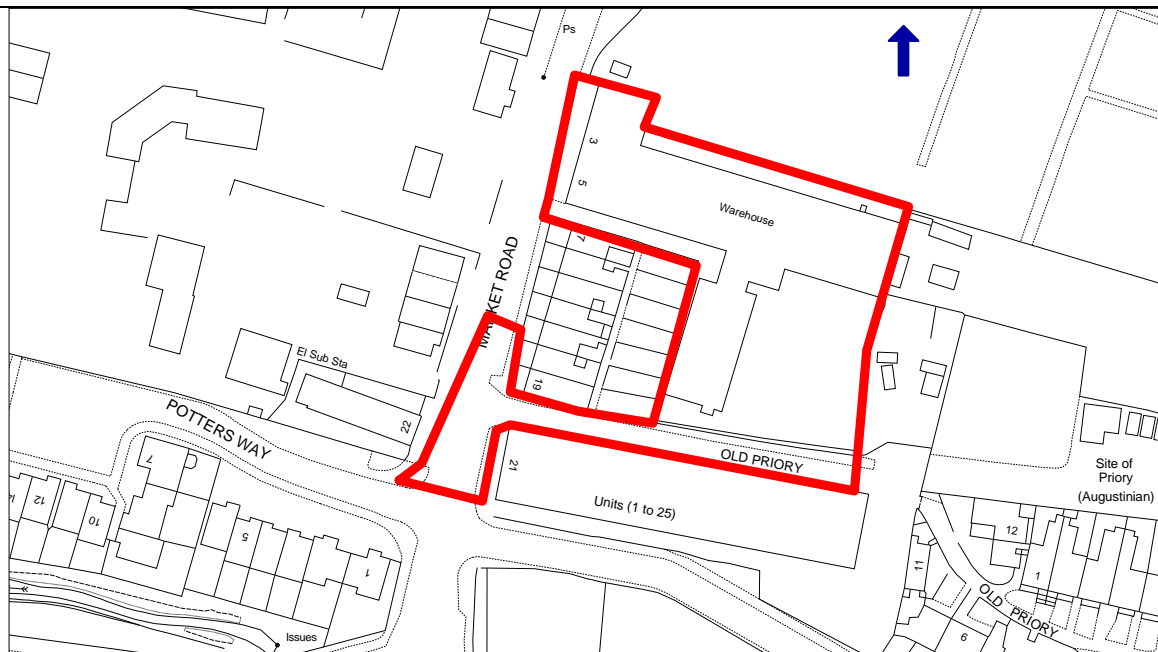 Ps
3
5
Warehouse
7
MARKET ROAD
El Sub Sta
19
POTTERS WAY
22
21
OLD PRIORY
Units (1 to 25)
Site of
Priory
(Augustinian)
7
12
10
5
1
12
11
1
OLD PRIORY
6
Issues